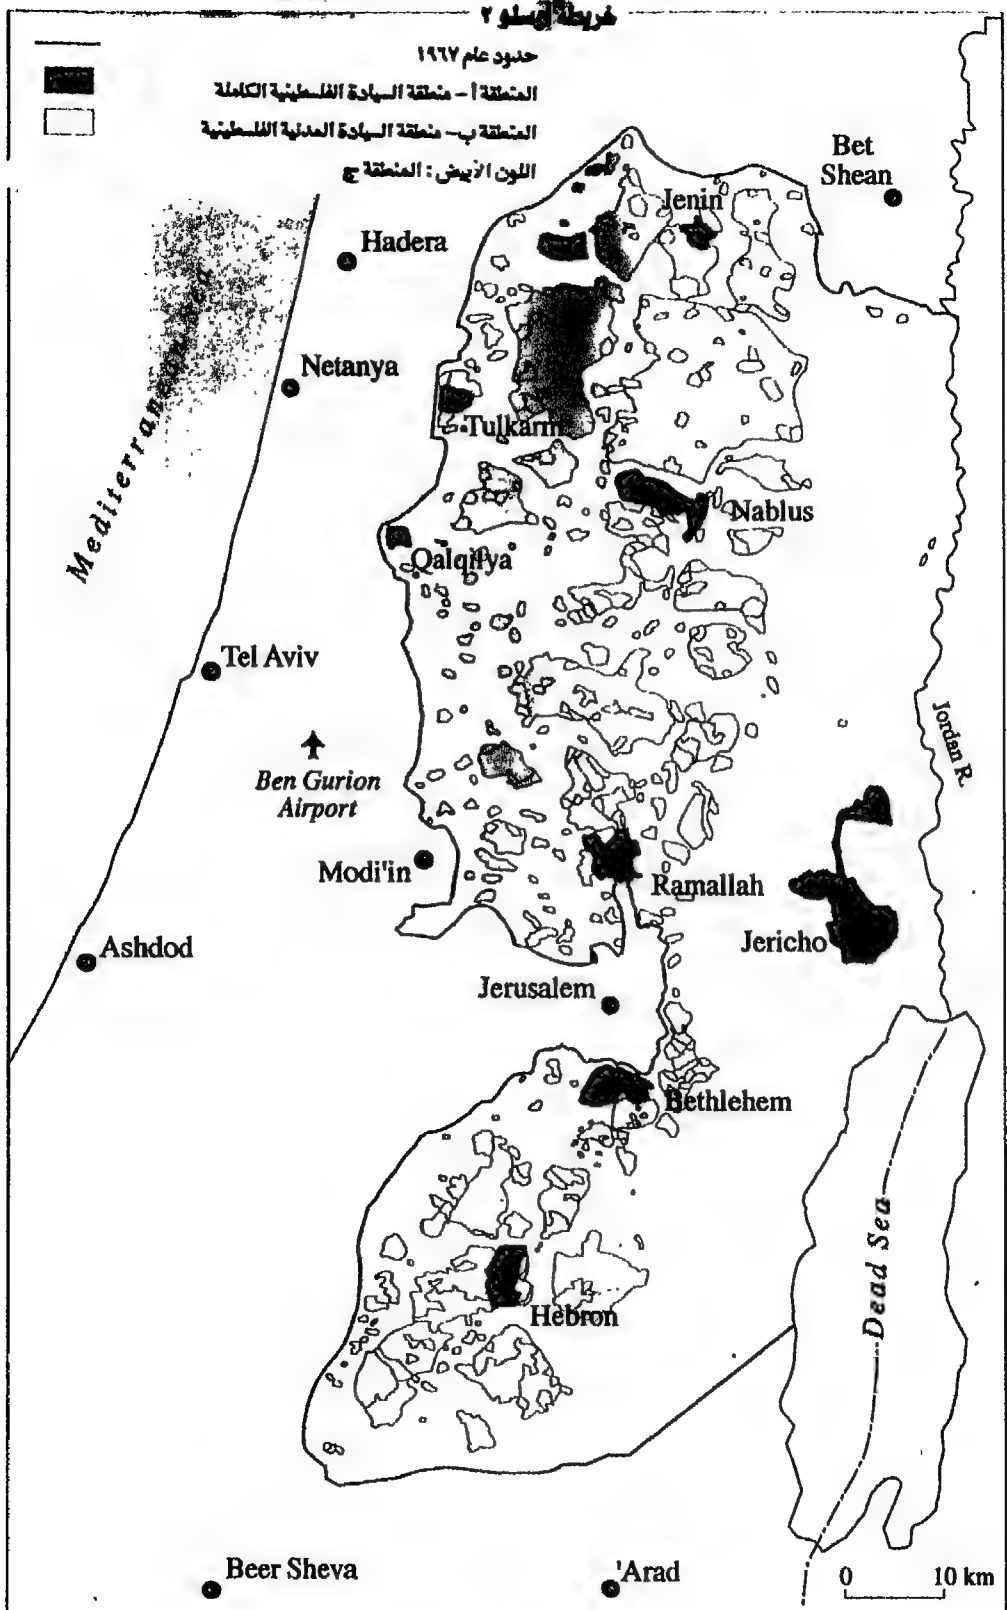 خريطة أوسلو ٢
حدود عام ١٩٦٧
المنطقة أ – منطقة السيادة الفلسطينية الكاملة
المنطقة ب – منطقة السيادة المدنية الفلسطينية
اللون الأبيض : المنطقة ج
Bet
Shean
Jenin
Hadera
Mediterranean Sea
Netanya
Tulkarm
Nablus
Qalqilya
Tel Aviv
Jordan R.
Ben Gurion
Airport
Modi'in
Ramallah
Jericho
Ashdod
Jerusalem
Bethlehem
Dead Sea
Hebron
Beer Sheva
'Arad
0 10 km